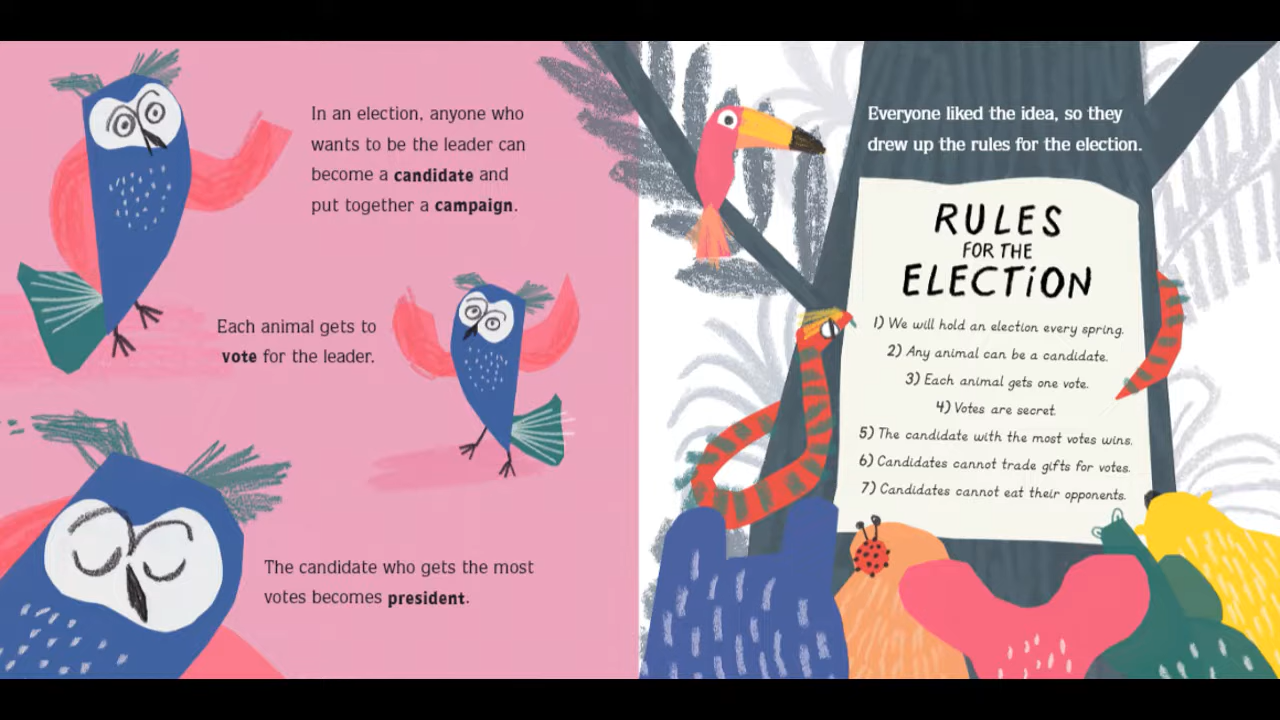 In an election, anyone who
wants to be the leader can
become a candidate and
put together a campaign.
Each animal gets to
vote for the leader.
The candidate who gets the most
votes becomes president.
Everyone liked the idea, so they
drew up the rules for the election.
RULES
FOR THE
ELECTiON
1) We will hold an election every spring.
2) Any animal can be a candidate.
3) Each animal gets one vote.
4) Votes are secret.
5) The candidate with the most votes wins.
6) Candidates cannot trade gifts for votes.
7) Candidates cannot eat their opponents.